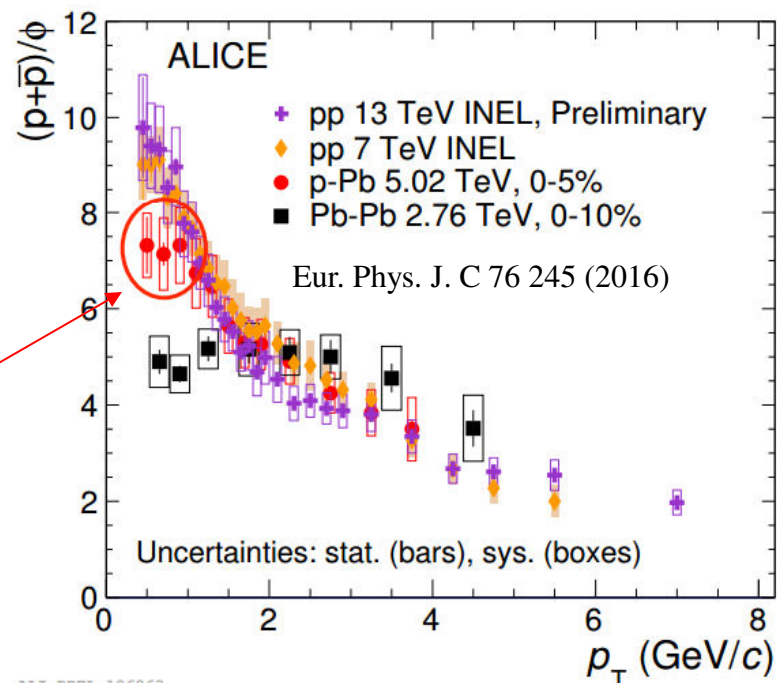 (p+p̅)/ϕ
12
10
8
6
4
2
0
ALICE
pp 13 TeV INEL, Preliminary
pp 7 TeV INEL
p-Pb 5.02 TeV, 0-5%
Pb-Pb 2.76 TeV, 0-10%
Eur. Phys. J. C 76 245 (2016)
Uncertainties: stat. (bars), sys. (boxes)
0 2 4 6 8
p_T (GeV/c)